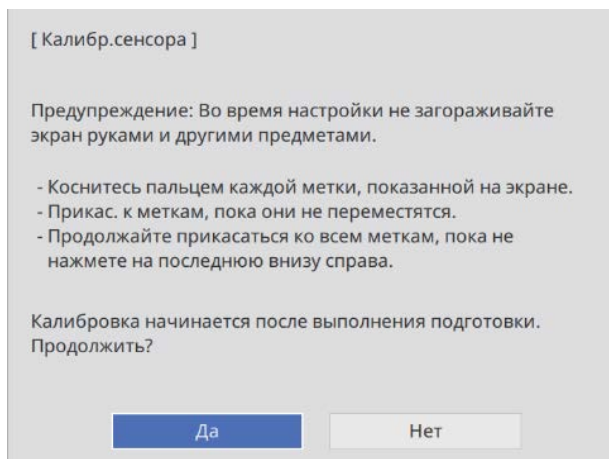 [ Калибр.сенсора ]
Предупреждение: Во время настройки не загораживайте
экран руками и другими предметами.
- Коснитесь пальцем каждой метки, показанной на экране.
- Прикас. к меткам, пока они не переместятся.
- Продолжайте прикасаться ко всем меткам, пока не
нажмете на последнюю внизу справа.
Калибровка начинается после выполнения подготовки.
Продолжить?
Да
Нет